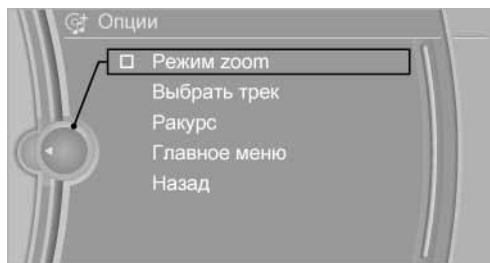 Опции
Режим zoom
Выбрать трек
Ракурс
Главное меню
Назад